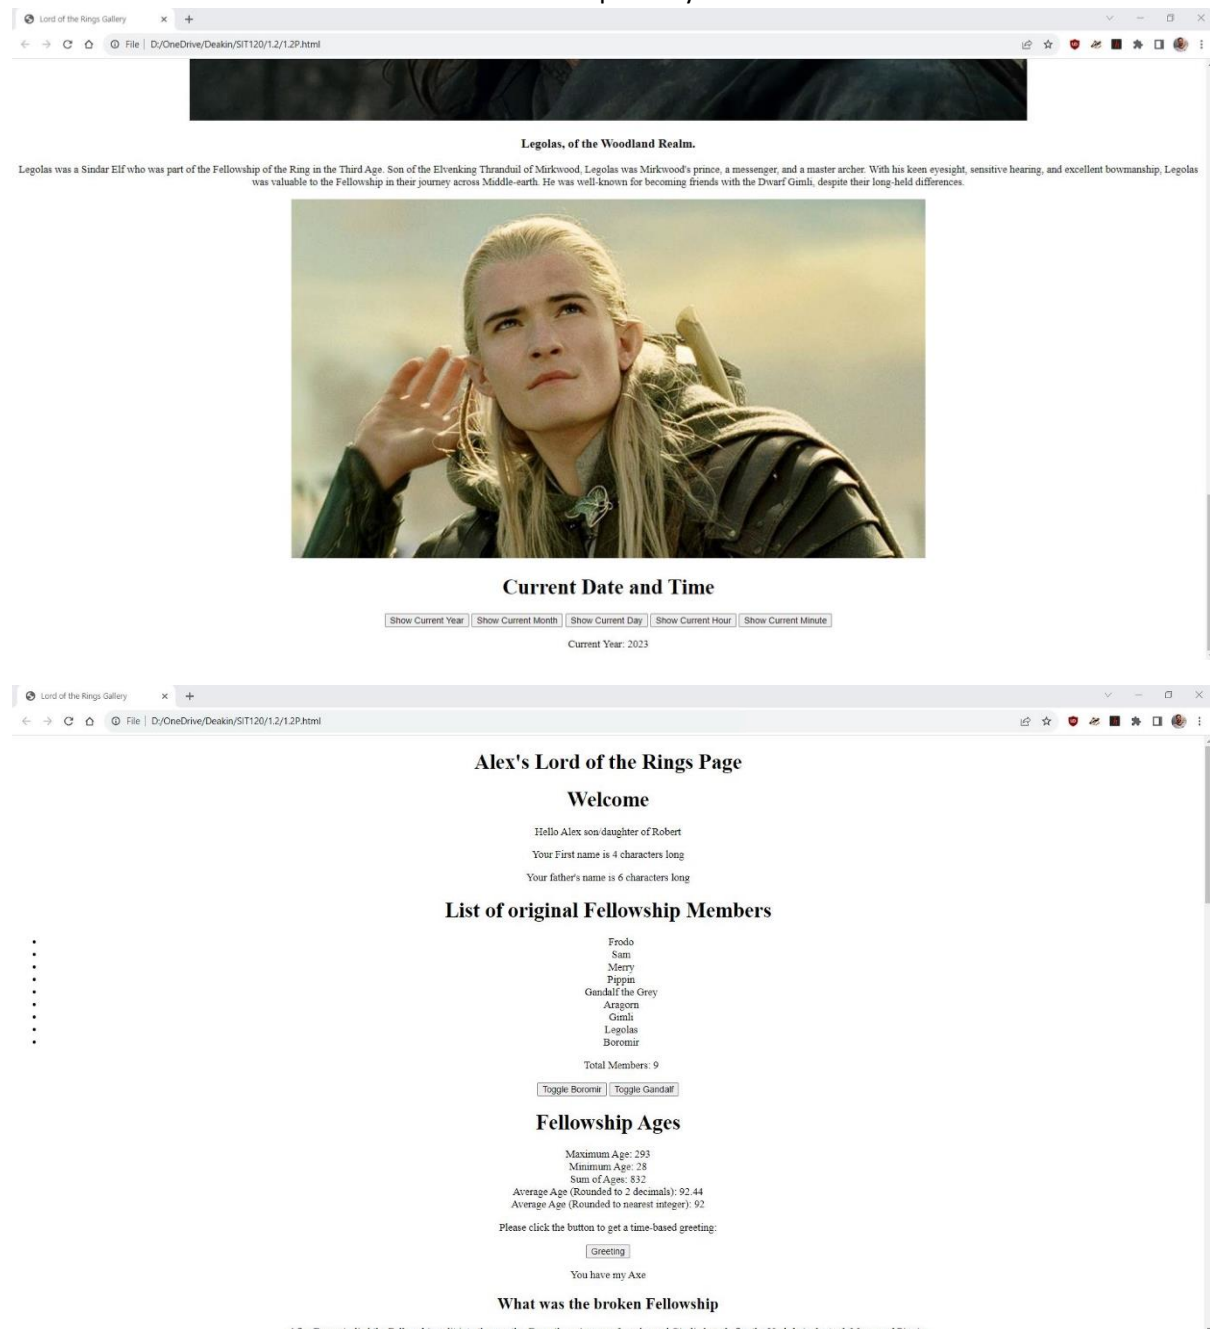 Lord of the Rings Gallery
File | D:/OneDrive/Deakin/SIT120/1.2/1.2P.html
Legolas, of the Woodland Realm.
Legolas was a Sindar Elf who was part of the Fellowship of the Ring in the Third Age. Son of the Elvenking Thranduil of Mirkwood, Legolas was Mirkwood's prince, a messenger, and a master archer. With his keen eyesight, sensitive hearing, and excellent bowmanship, Legolas
was valuable to the Fellowship in their journey across Middle-earth. He was well-known for becoming friends with the Dwarf Gimli, despite their long-held differences.
Current Date and Time
Show Current Year Show Current Month Show Current Day Show Current Hour Show Current Minute
Current Year: 2023
Lord of the Rings Gallery
File | D:/OneDrive/Deakin/SIT120/1.2/1.2P.html
Alex's Lord of the Rings Page
Welcome
Hello Alex son/daughter of Robert
Your First name is 4 characters long
Your father's name is 6 characters long
List of original Fellowship Members
Frodo
Sam
Merry
Pippin
Gandalf the Grey
Aragorn
Gimli
Legolas
Boromir
Total Members: 9
Toggle Boromir Toggle Gandalf
Fellowship Ages
Maximum Age: 293
Minimum Age: 28
Sum of Ages: 832
Average Age (Rounded to 2 decimals): 92.44
Average Age (Rounded to nearest integer): 92
Please click the button to get a time-based greeting:
Greeting
You have my Axe
What was the broken Fellowship